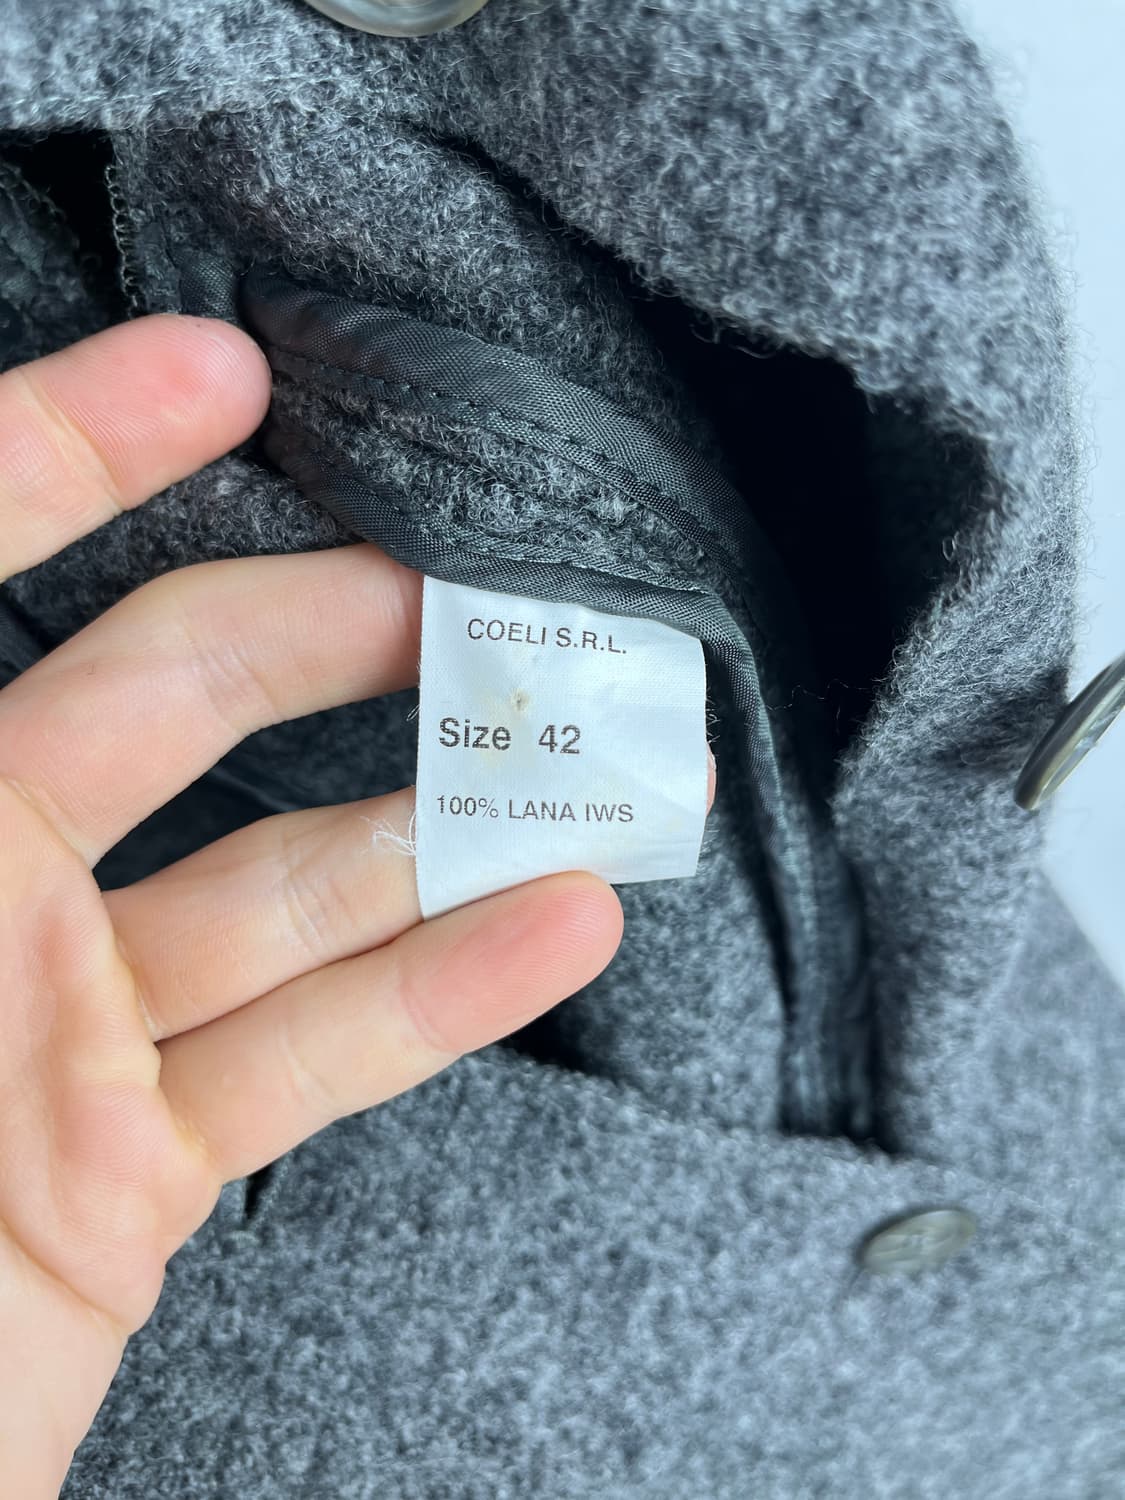 COELI S.R.L.
Size 42
100% LANA IWS